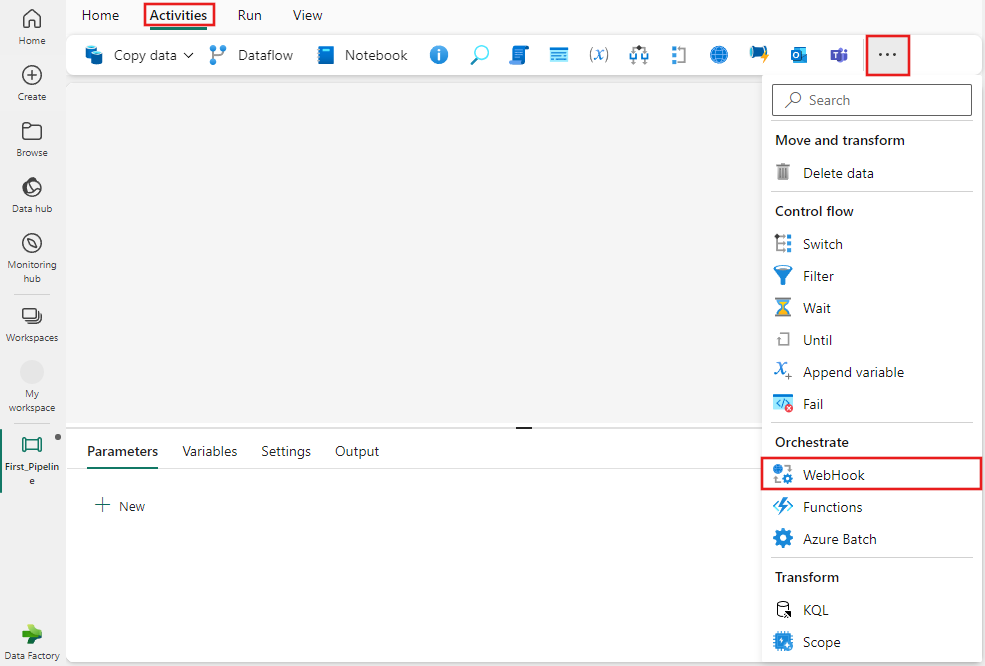 Home
Create
Browse
Data hub
Monitoring
hub
Workspaces
My
workspace
First_Pipelin
e
Data Factory
Home
Activities
Run
View
Copy data
Dataflow
Notebook
(x)
Search
Move and transform
Delete data
Control flow
Switch
Filter
Wait
Until
Append variable
Fail
Orchestrate
WebHook
Functions
Azure Batch
Transform
KQL
Scope
Parameters
Variables
Settings
Output
New